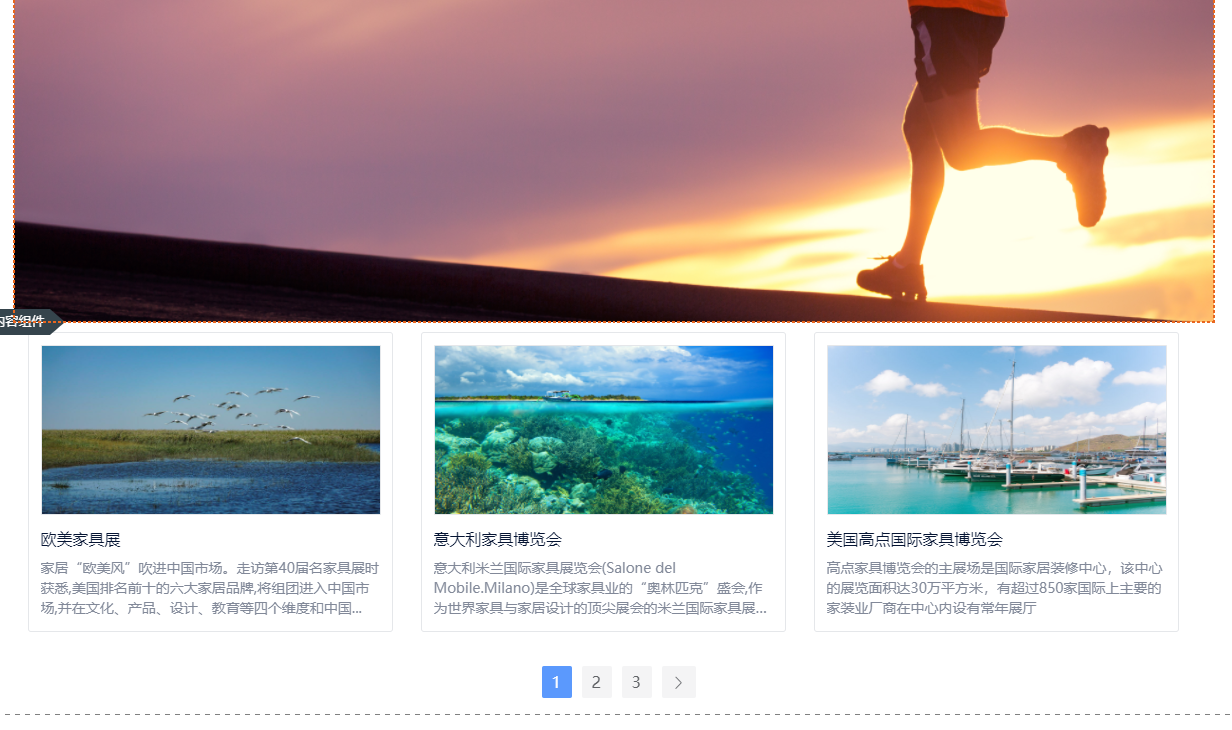 内容组件
欧美家具展
家居“欧美风”吹进中国市场。走访第40届名家具展时
获悉,美国排名前十的六大家居品牌,将组团进入中国市
场,并在文化、产品、设计、教育等四个维度和中国...
意大利家具博览会
意大利米兰国际家具展览会(Salone del
Mobile.Milano)是全球家具业的“奥林匹克”盛会,作
为世界家具与家居设计的顶尖展会的米兰国际家具展...
美国高点国际家具博览会
高点家具博览会的主展场是国际家居装修中心，该中心
的展览面积达30万平方米，有超过850家国际上主要的
家装业厂商在中心内设有常年展厅
1 2 3